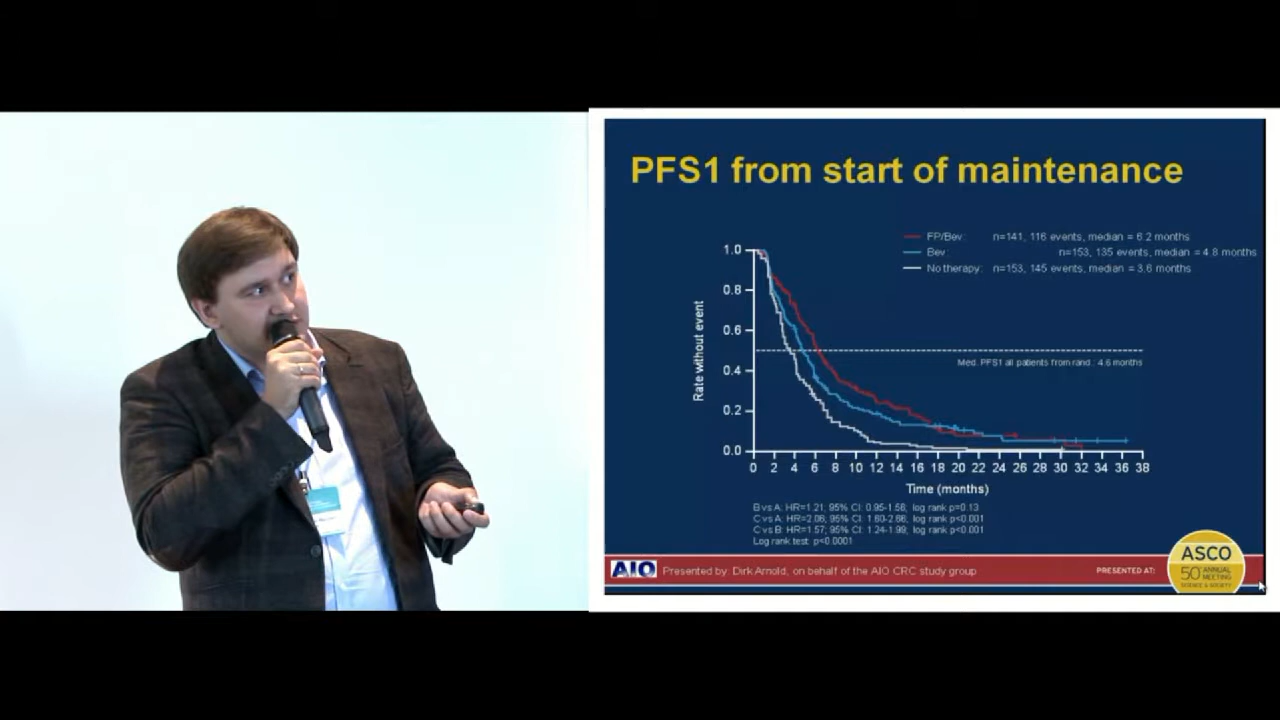 PFS1 from start of maintenance
FP/Bev: n=141, 116 events, median = 6.2 months
Bev: n=153, 135 events, median = 4.8 months
No therapy: n=153, 145 events, median = 3.6 months
1.0
0.8
0.6
0.4
0.2
0.0
Rate without event
Med. PFS1 all patients from rand.: 4.6 months
0 2 4 6 8 10 12 14 16 18 20 22 24 26 28 30 32 34 36 38
Time (months)
B vs A: HR=1.21; 95% CI: 0.95-1.56; log rank p=0.13
C vs A: HR=2.06; 95% CI: 1.60-2.66; log rank p<0.001
C vs B: HR=1.57; 95% CI: 1.24-1.99; log rank p<0.001
Log rank test: p<0.0001
AIO Presented by: Dirk Arnold, on behalf of the AIO CRC study group
PRESENTED AT:
ASCO
50 ANNUAL
MEETING
SCIENCE & SOCIETY